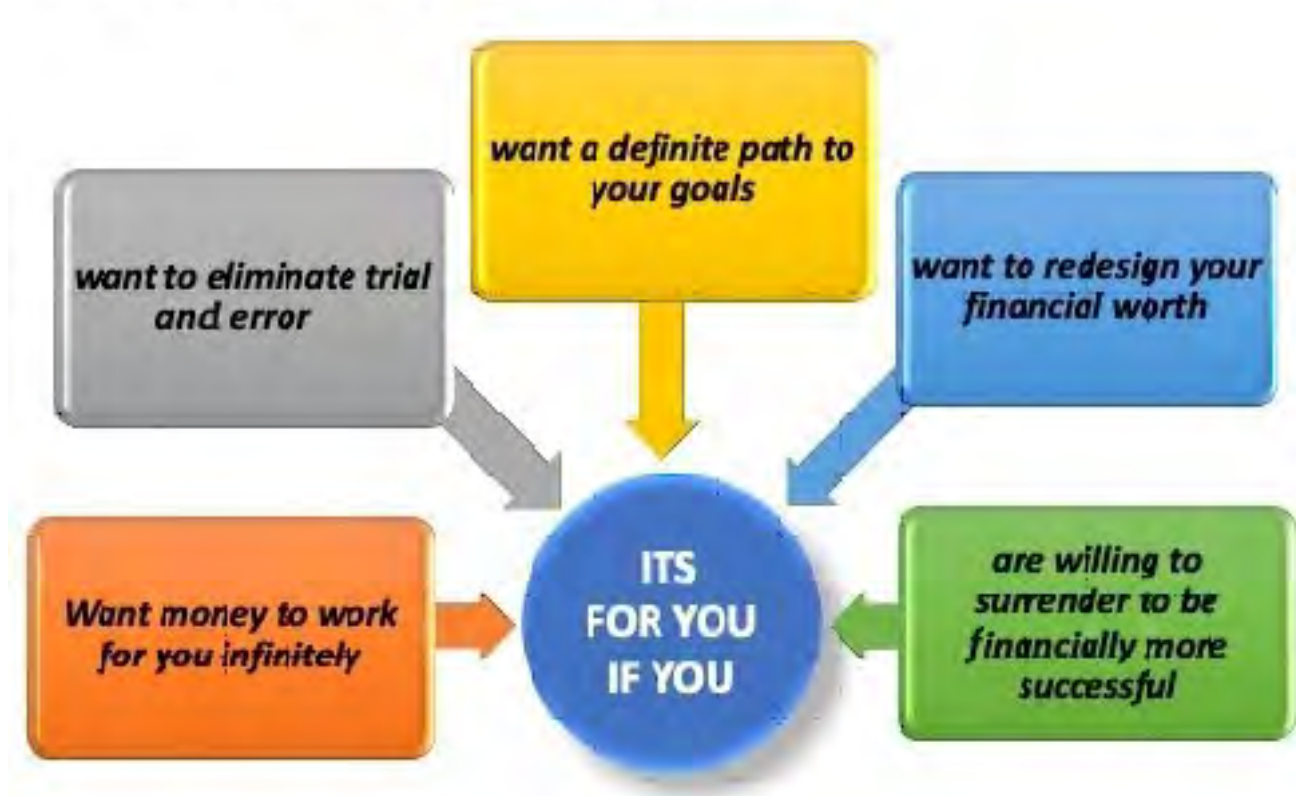 want a definite path to
your goals
want to eliminate trial
and error
want to redesign your
financial worth
Want money to work
for you infinitely
ITS
FOR YOU
IF YOU
are willing to
surrender to be
financially more
successful